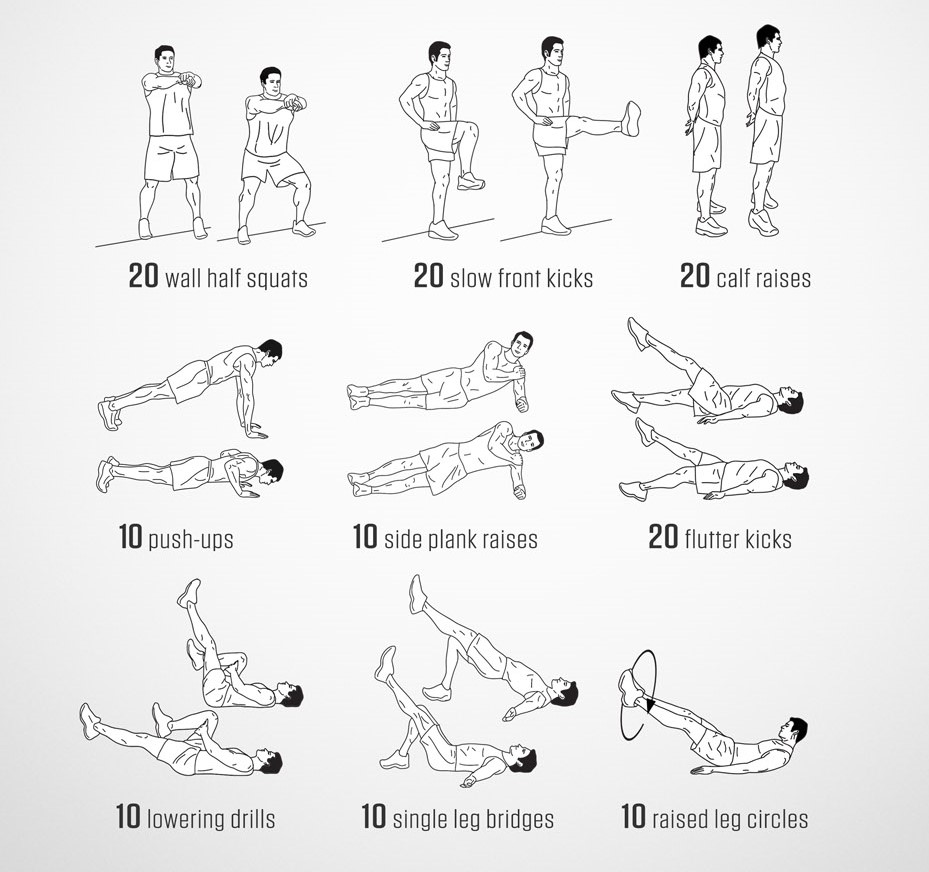 20 wall half squats
20 slow front kicks
20 calf raises
10 push-ups
10 side plank raises
20 flutter kicks
10 lowering drills
10 single leg bridges
10 raised leg circles